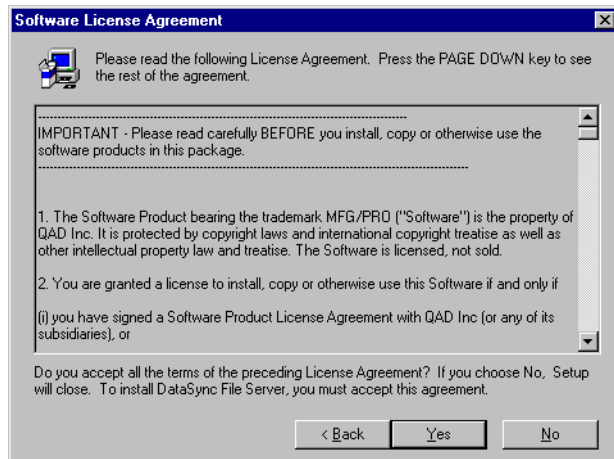 Software License Agreement
Please read the following License Agreement. Press the PAGE DOWN key to see
the rest of the agreement.
IMPORTANT - Please read carefully BEFORE you install, copy or otherwise use the
software products in this package.
1. The Software Product bearing the trademark MFG/PRO ("Software") is the property of
QAD Inc. It is protected by copyright laws and international copyright treatise as well as
other intellectual property law and treatise. The Software is licensed, not sold.
2. You are granted a license to install, copy or otherwise use this Software if and only if
(i) you have signed a Software Product License Agreement with QAD Inc (or any of its
subsidiaries), or
Do you accept all the terms of the preceding License Agreement? If you choose No, Setup
will close. To install DataSync File Server, you must accept this agreement.
< Back Yes No